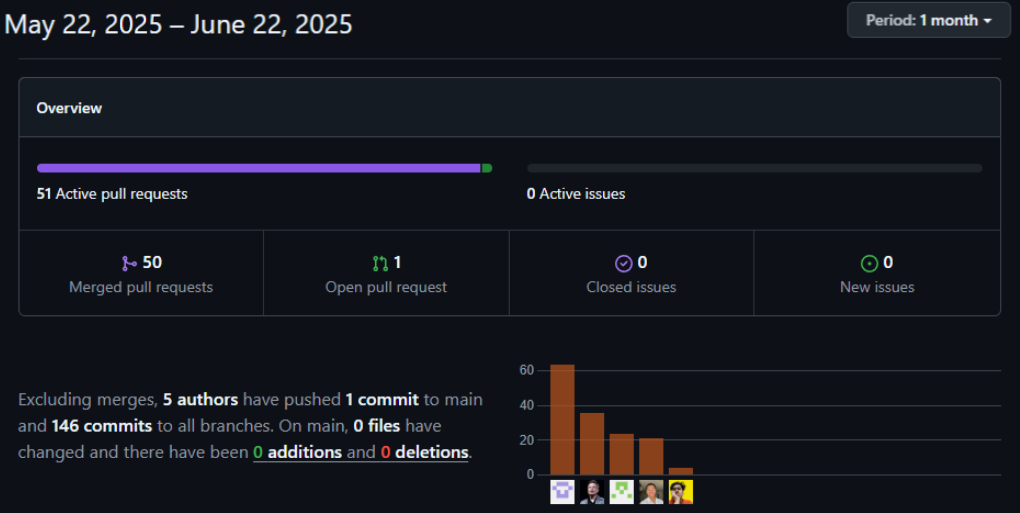 May 22, 2025 – June 22, 2025
Period: 1 month
Overview
51 Active pull requests
0 Active issues
50
Merged pull requests
1
Open pull request
0
Closed issues
0
New issues
Excluding merges, 5 authors have pushed 1 commit to main
and 146 commits to all branches. On main, 0 files have
changed and there have been 0 additions and 0 deletions.
60
40
20
0